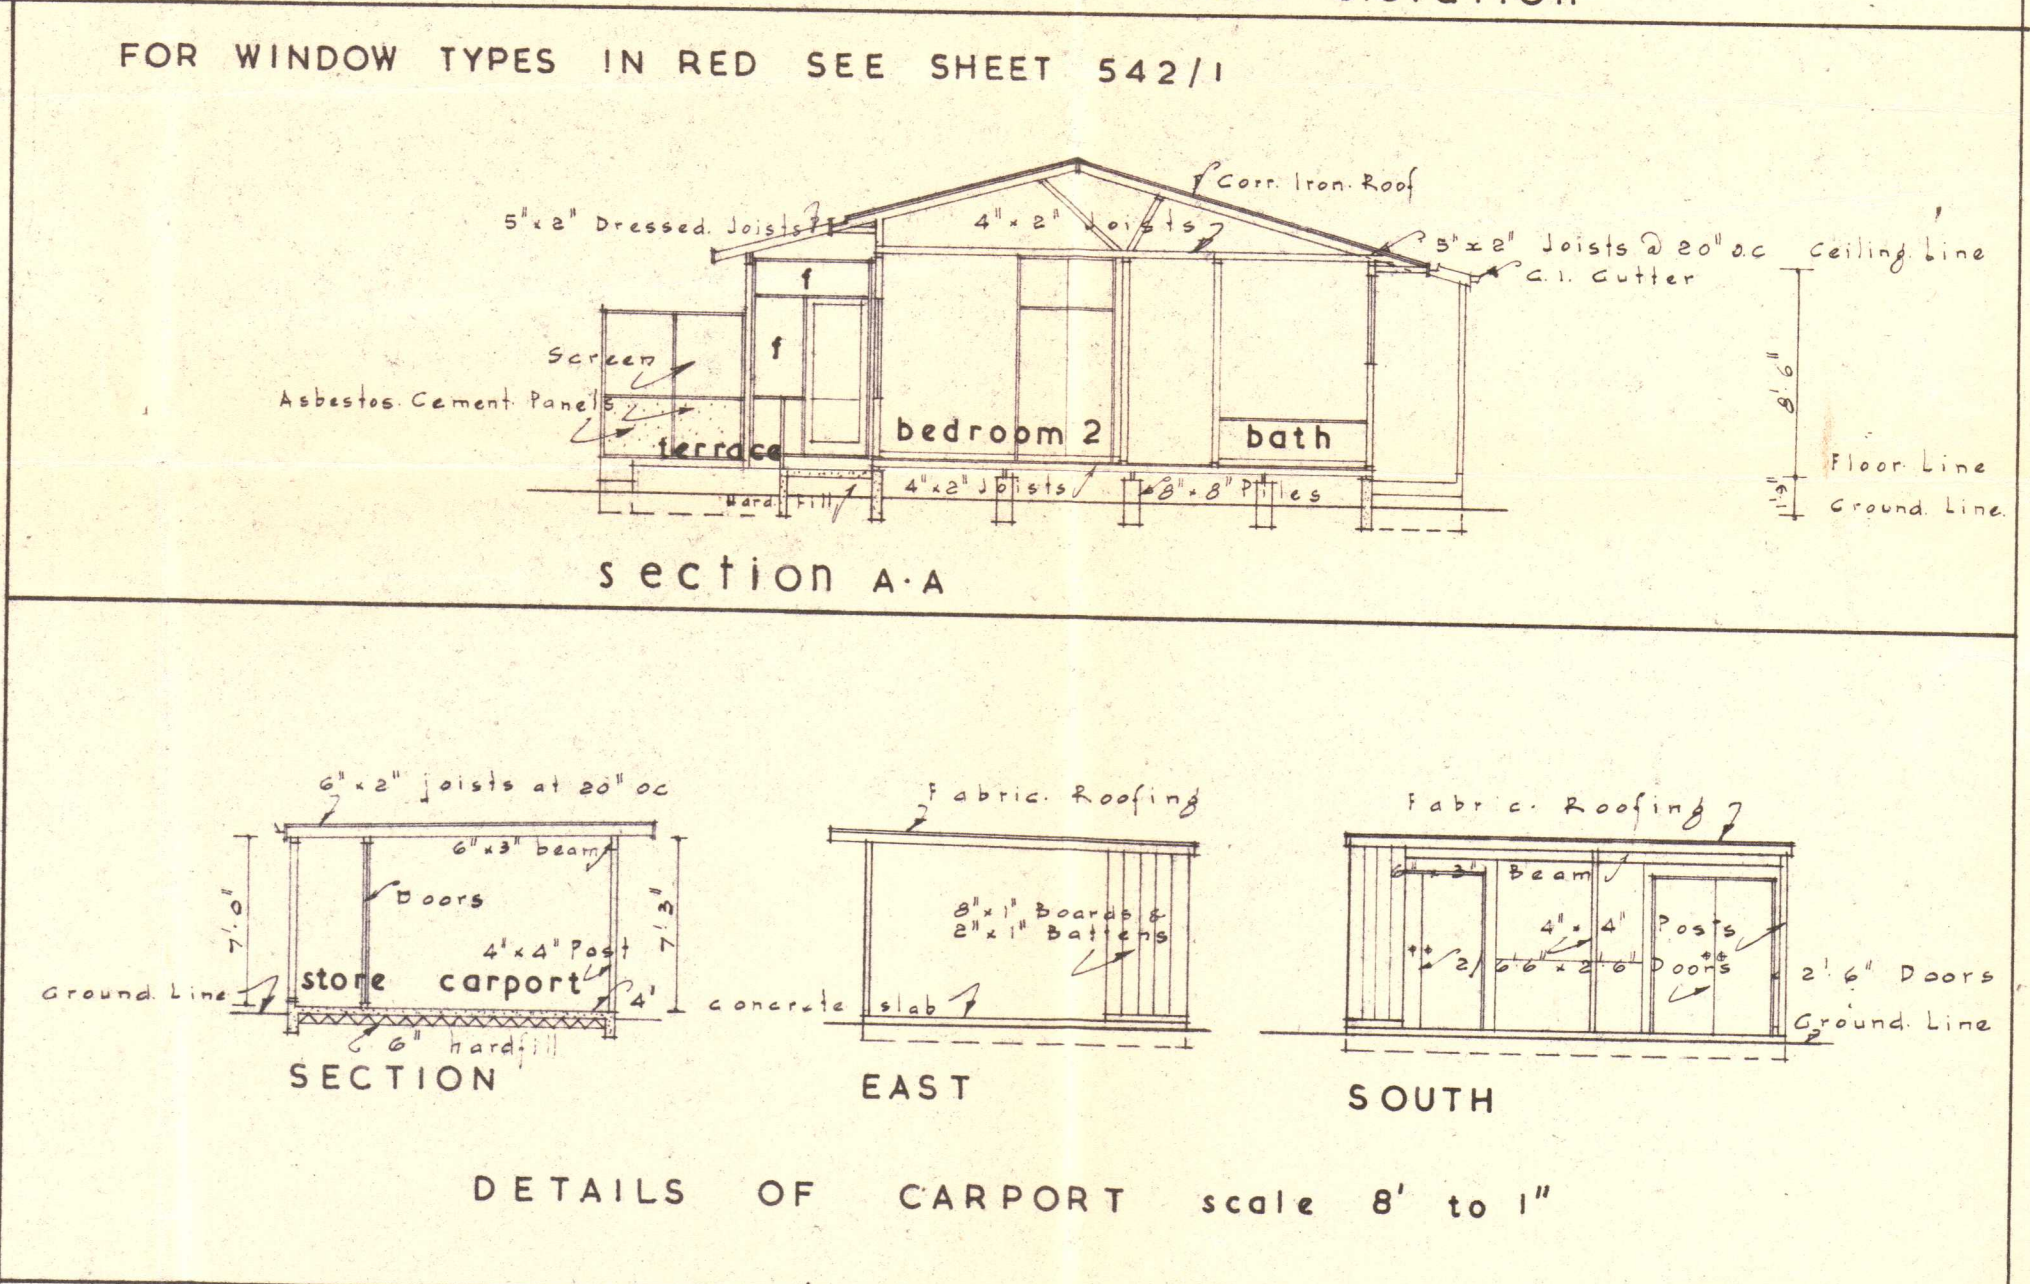 FOR WINDOW TYPES IN RED SEE SHEET 542/1
Corr. Iron. Roof
5"x2" Dressed. Joists
4"x2" Joists
5"x2" Joists @ 20" o.c
Ceiling. Line
G.I. Gutter
f
f
Screen
8'.6"
Asbestos. Cement. Panels
terrace
bedroom 2
bath
Floor. Line
4"x2" Joists
8"x8" Piles
Hard. Fill
Ground. Line.
section A.A
6"x2" joists at 20" oc
Fabric. Roofing
Fabric. Roofing
6"x3" beam
6"x3" Beam
Doors
7'.0"
7'.3"
8"x1" Boards &
2"x1" Battens
4"x4" Posts
4"x4" Post
2/6'6"x2'6" Doors
2'.6" Doors
store
carport
Ground. Line
4'
concrete slab
Ground. Line
6" hardfill
SECTION
EAST
SOUTH
DETAILS OF CARPORT scale 8' to 1"